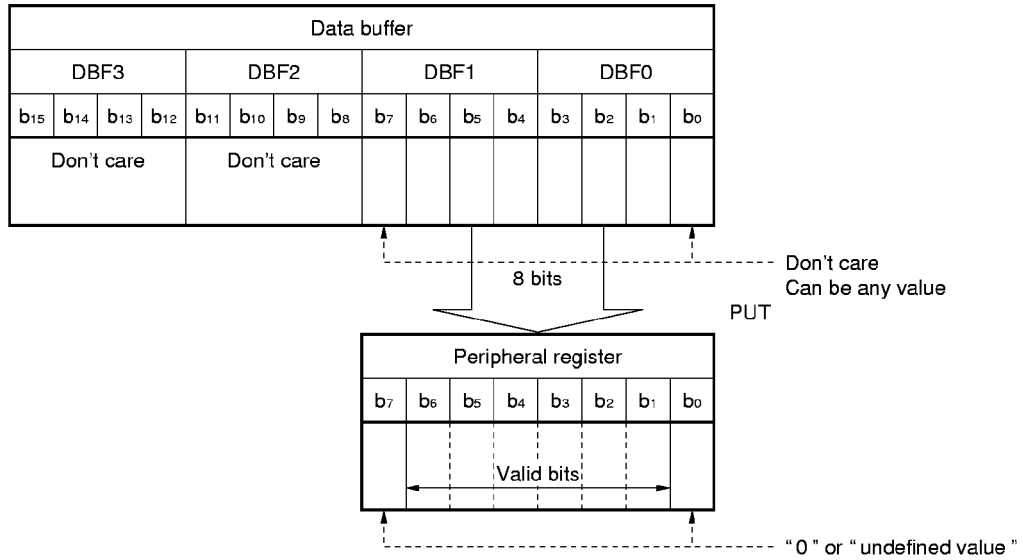 Data buffer
DBF3 DBF2 DBF1 DBF0
b15 b14 b13 b12 b11 b10 b9 b8 b7 b6 b5 b4 b3 b2 b1 b0
Don't care Don't care
8 bits
Don't care
Can be any value
PUT
Peripheral register
b7 b6 b5 b4 b3 b2 b1 b0
Valid bits
"0" or "undefined value"